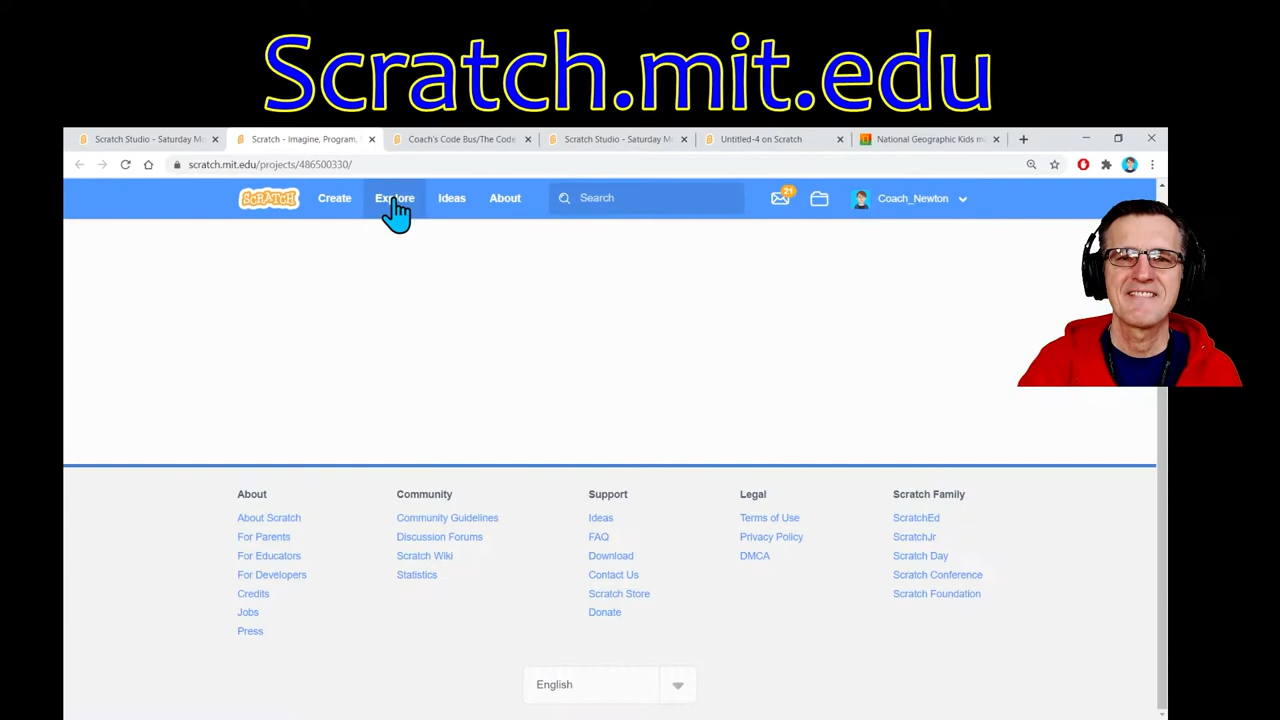 Scratch.mit.edu
Scratch Studio - Saturday Mo
Scratch - Imagine, Program,
Coach's Code Bus/The Code
Scratch Studio - Saturday Mo
Untitled-4 on Scratch
National Geographic Kids m
scratch.mit.edu/projects/486500330/
SCRATCH
Create
Explore
Ideas
About
Search
21
Coach_Newton
About
Community
Support
Legal
Scratch Family
About Scratch
Community Guidelines
Ideas
Terms of Use
ScratchEd
For Parents
Discussion Forums
FAQ
Privacy Policy
ScratchJr
For Educators
Scratch Wiki
Download
DMCA
Scratch Day
For Developers
Statistics
Contact Us
Scratch Conference
Credits
Scratch Store
Scratch Foundation
Jobs
Donate
Press
English